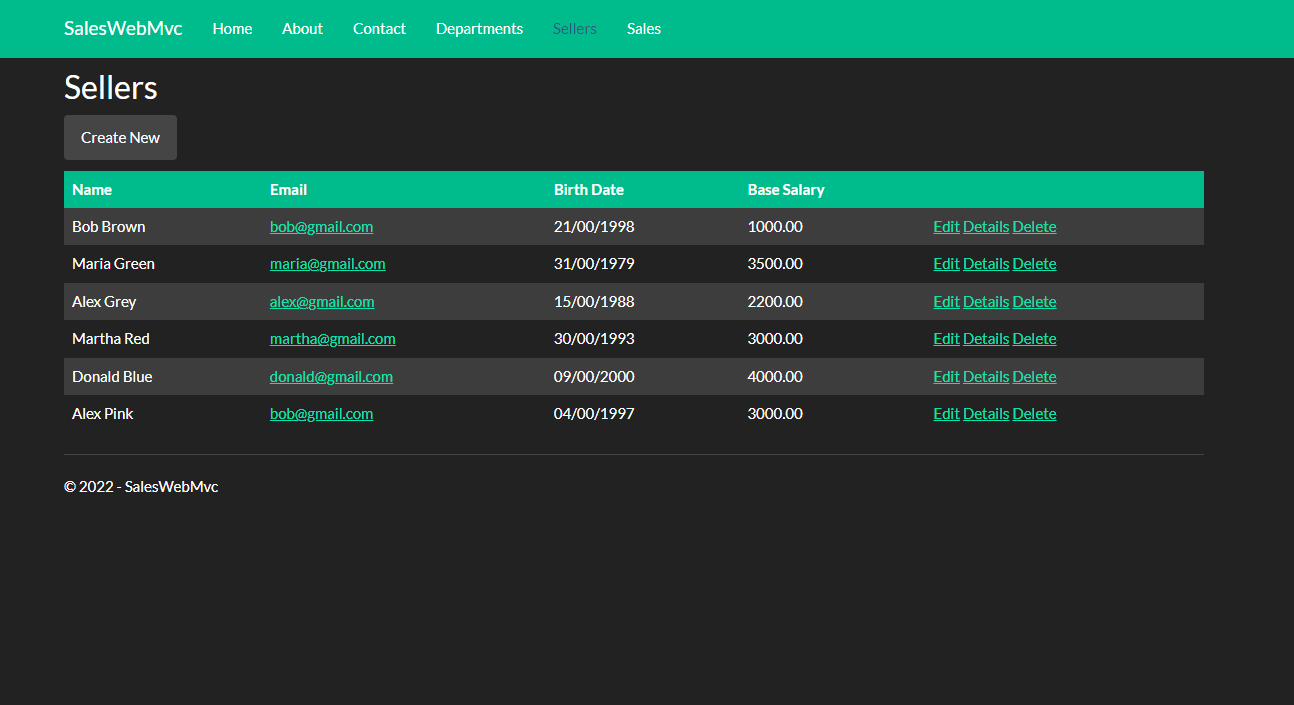 SalesWebMvc Home About Contact Departments Sellers Sales
Sellers
Create New
Name Email Birth Date Base Salary
Bob Brown bob@gmail.com 21/00/1998 1000.00 Edit Details Delete
Maria Green maria@gmail.com 31/00/1979 3500.00 Edit Details Delete
Alex Grey alex@gmail.com 15/00/1988 2200.00 Edit Details Delete
Martha Red martha@gmail.com 30/00/1993 3000.00 Edit Details Delete
Donald Blue donald@gmail.com 09/00/2000 4000.00 Edit Details Delete
Alex Pink bob@gmail.com 04/00/1997 3000.00 Edit Details Delete
© 2022 - SalesWebMvc